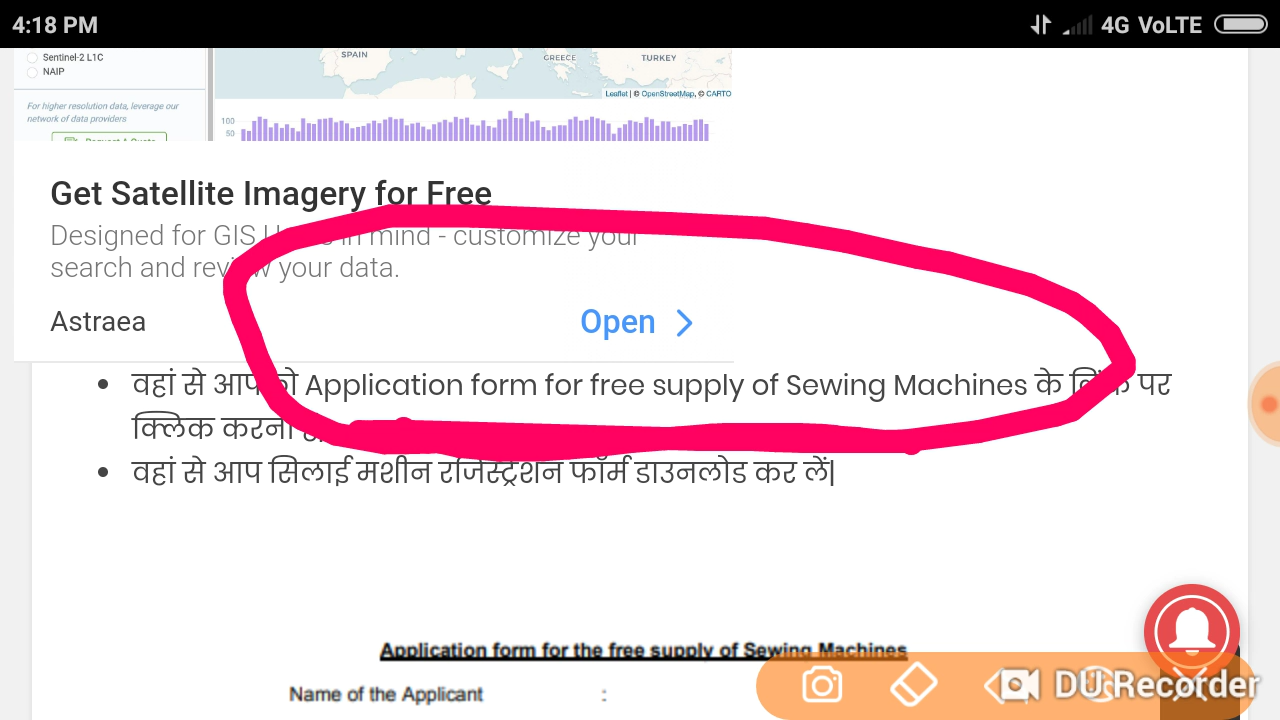 4:18 PM
4G VoLTE
Sentinel-2 L1C
NAIP
SPAIN
GREECE
TURKEY
Leaflet | © OpenStreetMap, © CARTO
For higher resolution data, leverage our
network of data providers
100
50
Get Satellite Imagery for Free
Designed for GIS in mind - customize your
search and review your data.
Astraea
Open
वहां से आपको Application form for free supply of Sewing Machines के लिंक पर
क्लिक करना
वहां से आप सिलाई मशीन रजिस्ट्रेशन फॉर्म डाउनलोड कर लें|
Application form for the free supply of Sewing Machines
Name of the Applicant :
DU Recorder